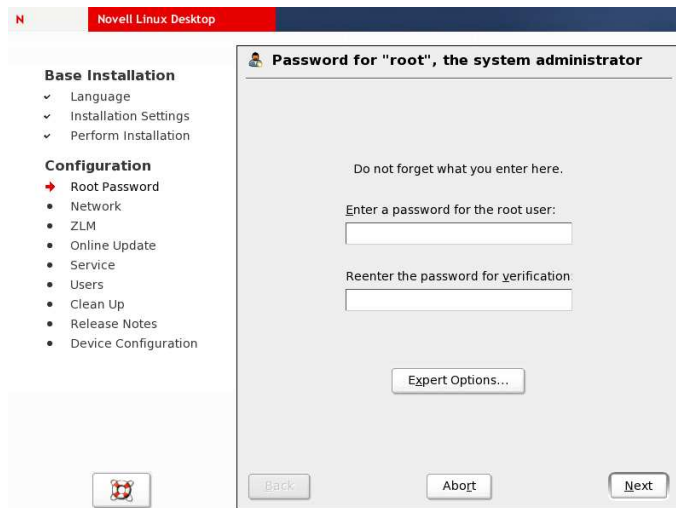 N
Novell Linux Desktop
Base Installation
Language
Installation Settings
Perform Installation
Configuration
Root Password
Network
ZLM
Online Update
Service
Users
Clean Up
Release Notes
Device Configuration
Password for "root", the system administrator
Do not forget what you enter here.
Enter a password for the root user:
Reenter the password for verification:
Expert Options...
Back
Abort
Next